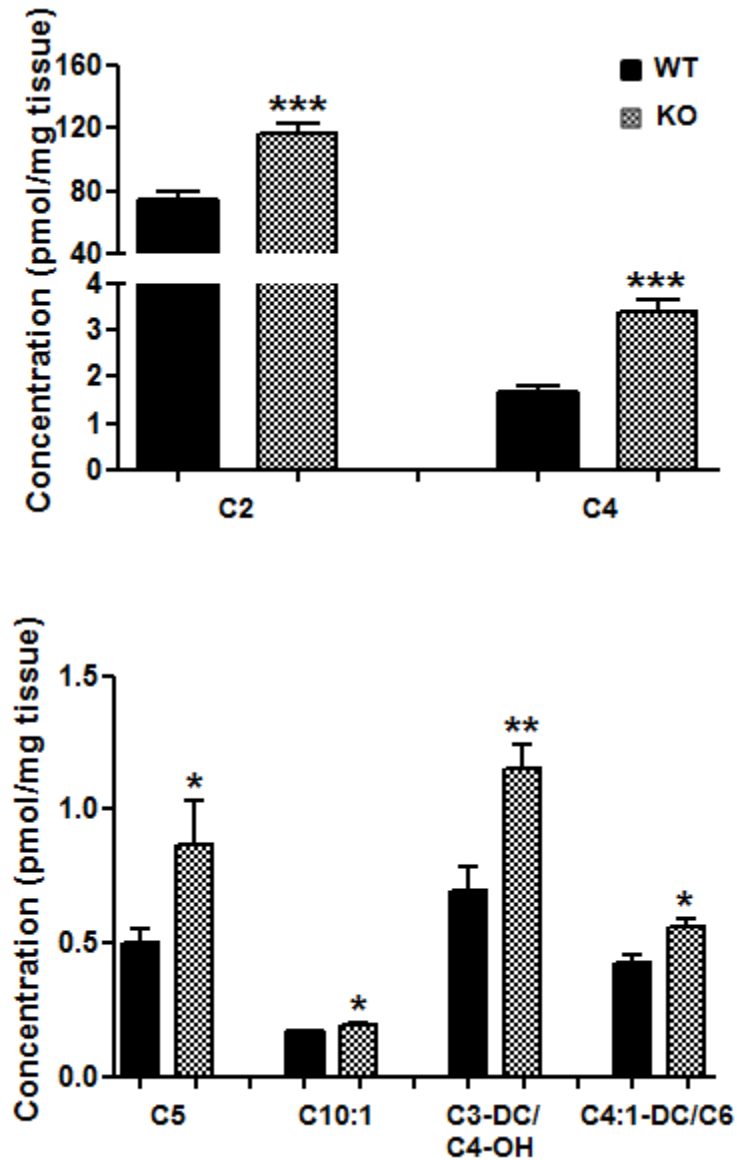 Concentration (pmol/mg tissue)
160
120
80
40
4
3
2
1
0
***
***
WT
KO
C2
C4
Concentration (pmol/mg tissue)
1.5
1.0
0.5
0.0
*
*
**
*
C5
C10:1
C3-DC/
C4-OH
C4:1-DC/C6